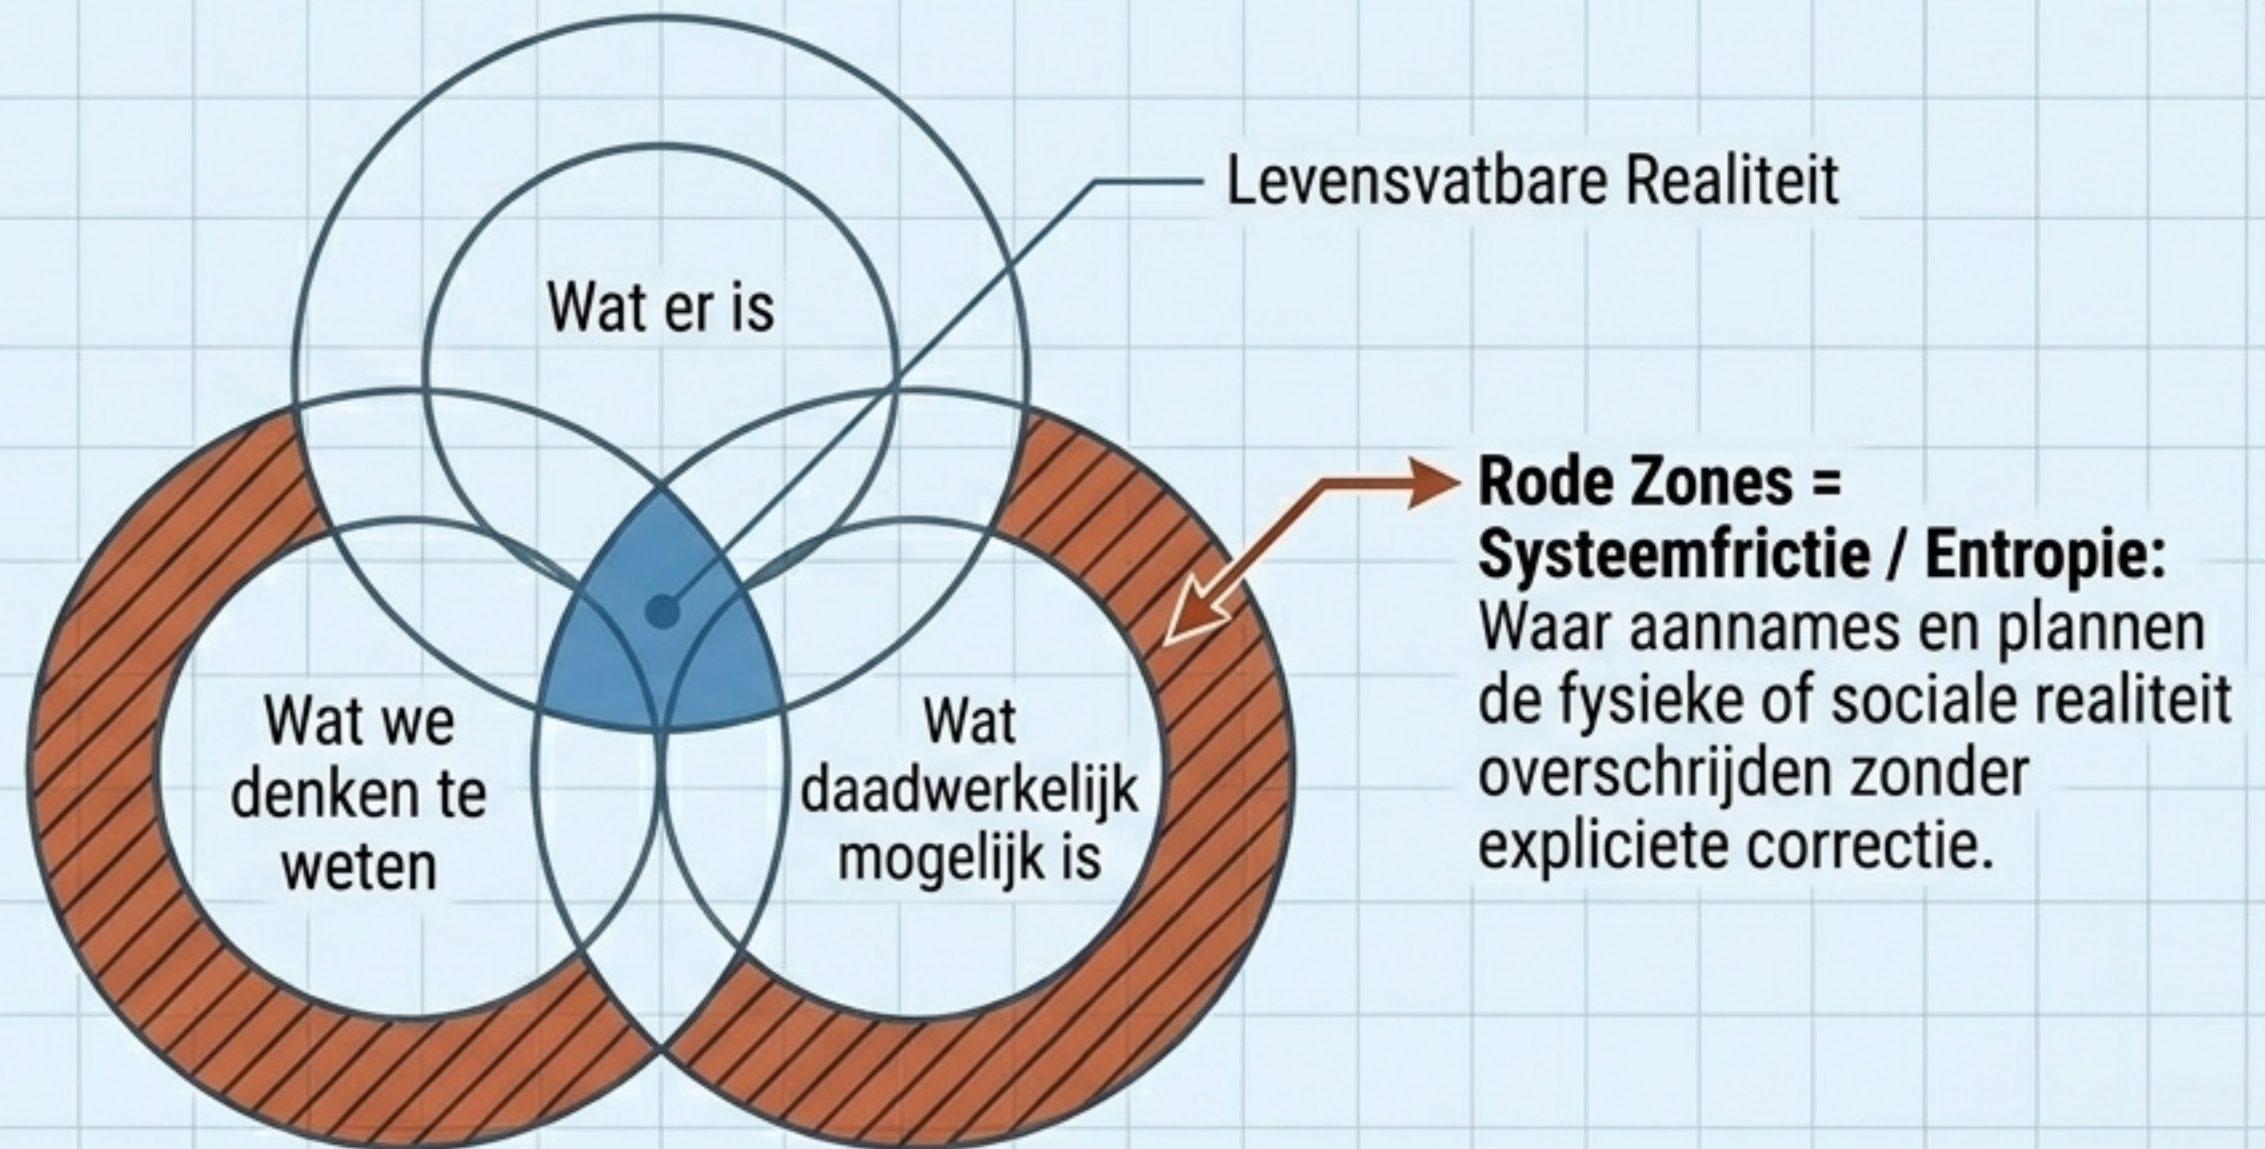 Levensvatbare Realiteit
Wat er is
Rode Zones =
Systeemfrictie / Entropie:
Waar aannames en plannen
de fysieke of sociale realiteit
overschrijden zonder
expliciete correctie.
Wat we
denken te
weten
Wat
daadwerkelijk
mogelijk is